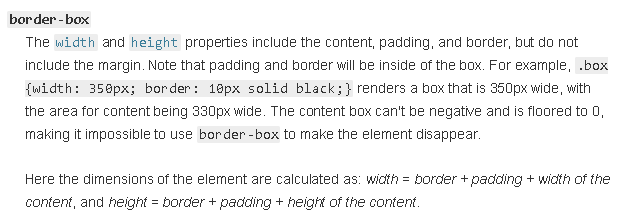 border-box
The width and height properties include the content, padding, and border, but do not
include the margin. Note that padding and border will be inside of the box. For example, .box
{width: 350px; border: 10px solid black;} renders a box that is 350px wide, with
the area for content being 330px wide. The content box can't be negative and is floored to 0,
making it impossible to use border-box to make the element disappear.
Here the dimensions of the element are calculated as: width = border + padding + width of the
content, and height = border + padding + height of the content.